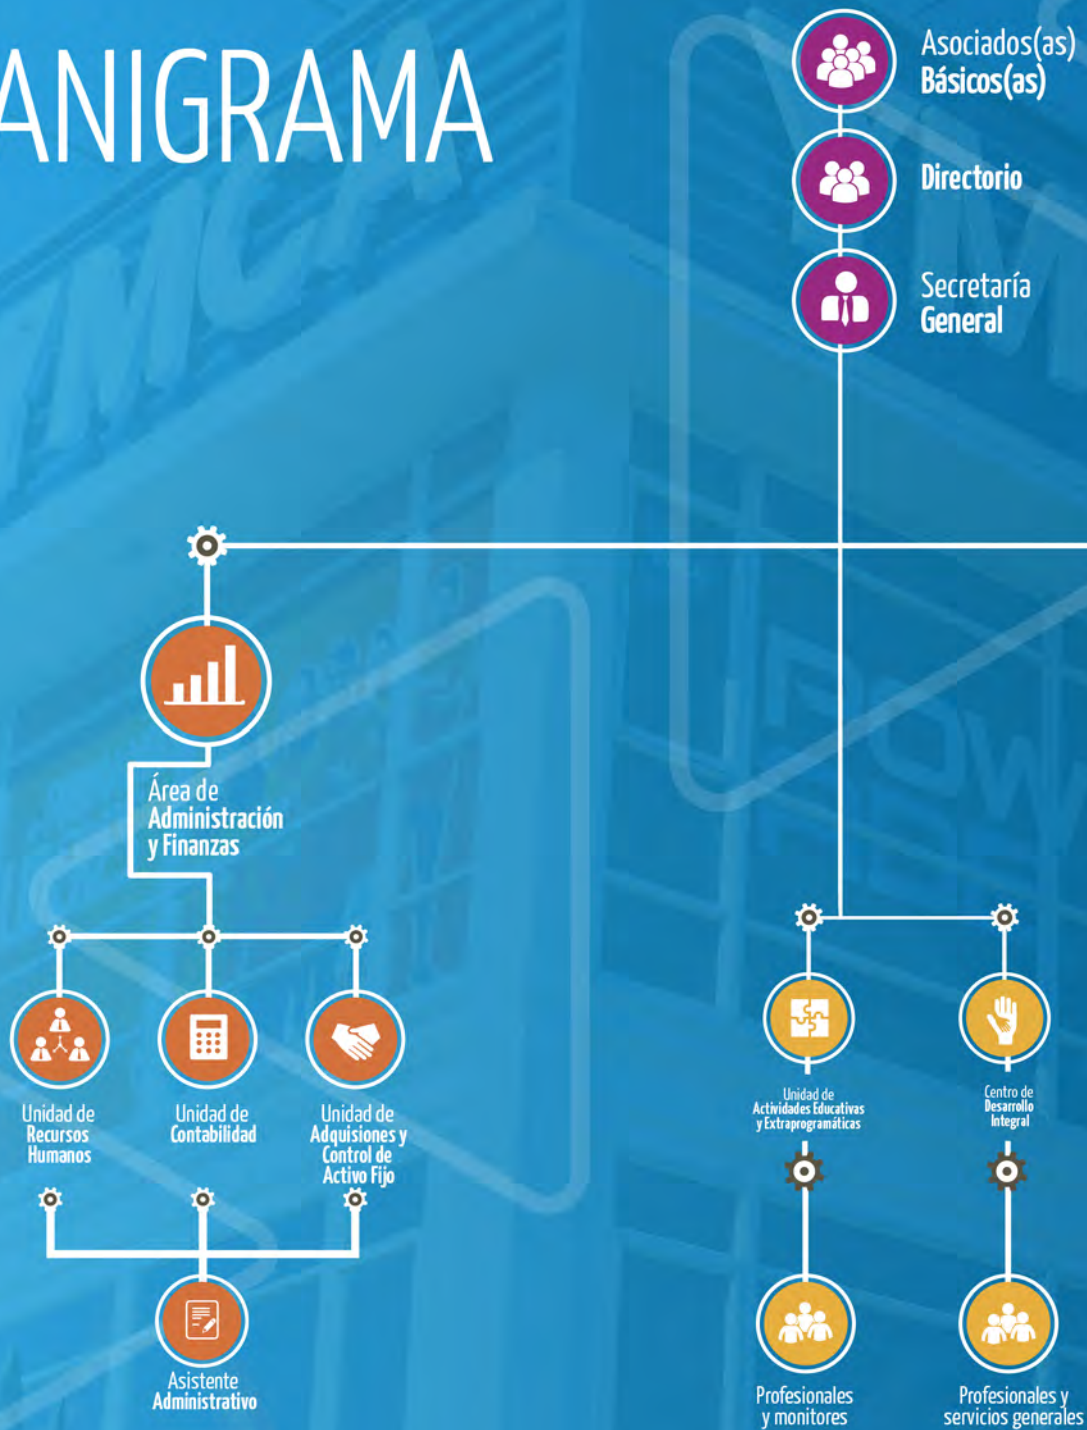 ANIGRAMA
Asociados(as)
Básicos(as)
Directorio
Secretaría
General
Área de
Administración
y Finanzas
Unidad de
Recursos
Humanos
Unidad de
Contabilidad
Unidad de
Adquisiones y
Control de
Activo Fijo
Asistente
Administrativo
Unidad de
Actividades Educativas
y Extraprogramáticas
Centro de
Desarrollo
Integral
Profesionales
y monitores
Profesionales y
servicios generales
YMCA
POW